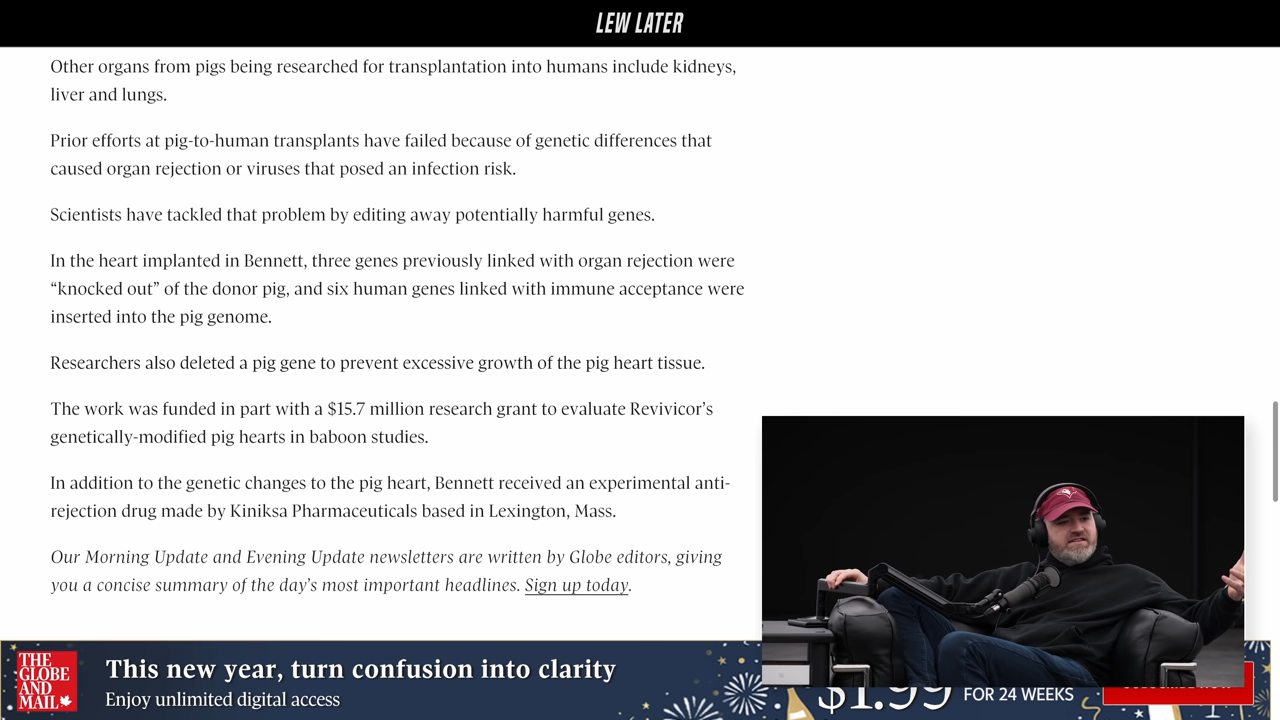 LEW LATER
Other organs from pigs being researched for transplantation into humans include kidneys,
liver and lungs.
Prior efforts at pig-to-human transplants have failed because of genetic differences that
caused organ rejection or viruses that posed an infection risk.
Scientists have tackled that problem by editing away potentially harmful genes.
In the heart implanted in Bennett, three genes previously linked with organ rejection were
“knocked out” of the donor pig, and six human genes linked with immune acceptance were
inserted into the pig genome.
Researchers also deleted a pig gene to prevent excessive growth of the pig heart tissue.
The work was funded in part with a $15.7 million research grant to evaluate Revivicor’s
genetically-modified pig hearts in baboon studies.
In addition to the genetic changes to the pig heart, Bennett received an experimental anti-
rejection drug made by Kiniksa Pharmaceuticals based in Lexington, Mass.
Our Morning Update and Evening Update newsletters are written by Globe editors, giving
you a concise summary of the day’s most important headlines. Sign up today.
THE
GLOBE
AND
MAIL
This new year, turn confusion into clarity
Enjoy unlimited digital access
$1.99
FOR 24 WEEKS